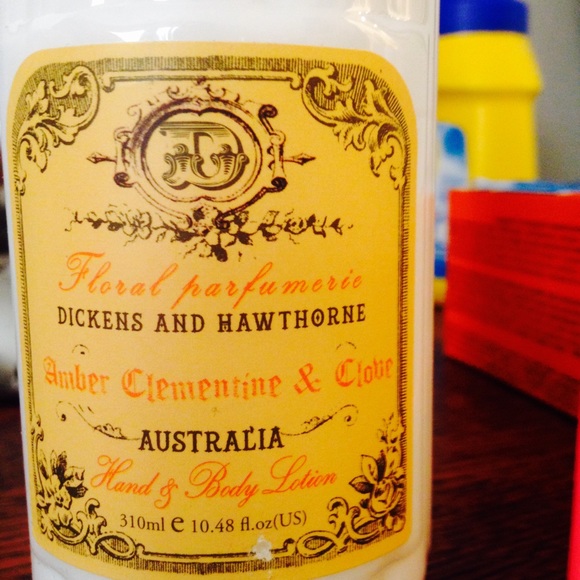 Floral parfumerie
DICKENS AND HAWTHORNE
Amber Clementine & Clove
AUSTRALIA
Hand & Body Lotion
310ml e 10.48 fl.oz(US)